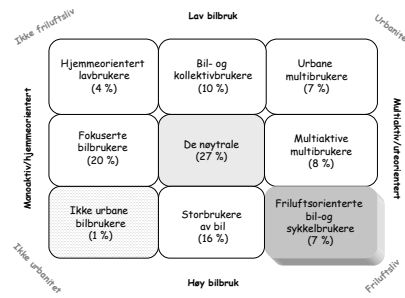 Lav bilbruk
Ikke friluftsliv
Urbanite
Hjemmeorientert
lavbrukere
(4 %)
Bil- og
kollektivbrukere
(10 %)
Urbane
multibrukere
(7 %)
Monoaktiv/hjemmeorientert
Fokuserte
bilbrukere
(20 %)
De nøytrale
(27 %)
Multiaktive
multibrukere
(8 %)
Multiaktiv/uteorientert
Ikke urbane
bilbrukere
(1 %)
Storbrukere
av bil
(16 %)
Friluftsorienterte
bil-og
sykkelbrukere
(7 %)
Ikke urbanitet
Høy bilbruk
Friluftsliv